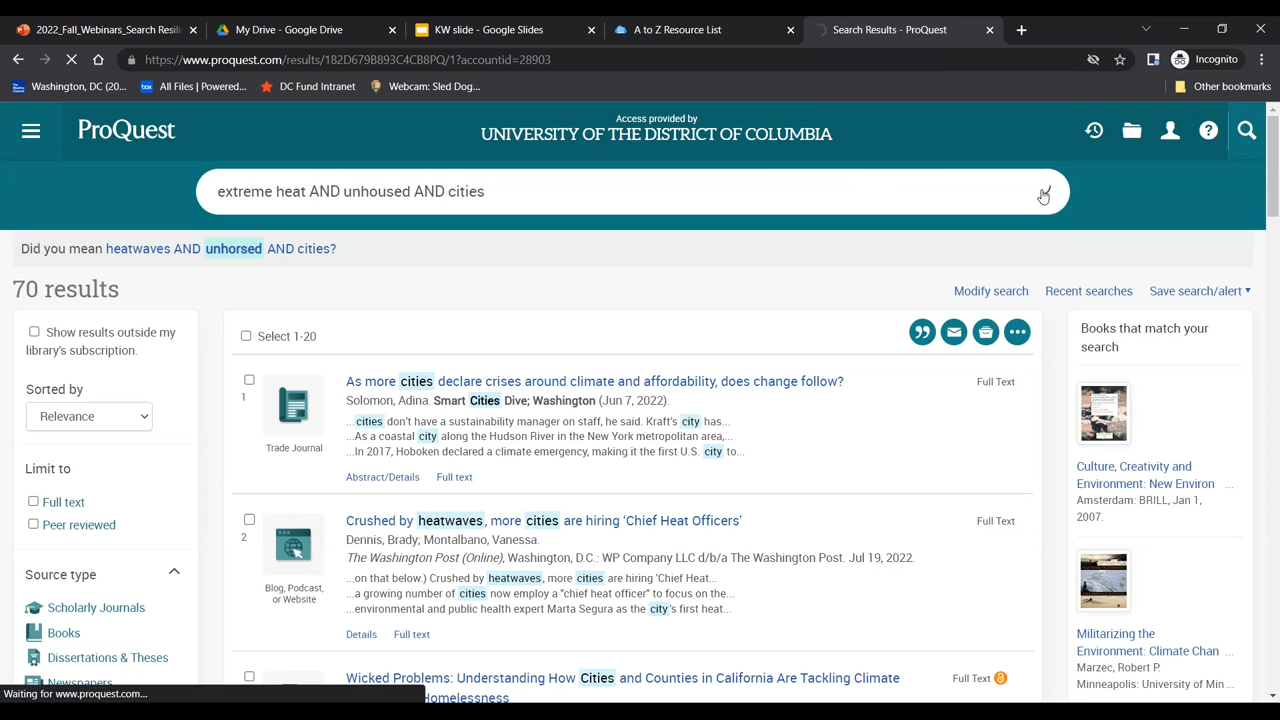 2022_Fall_Webinars_Search Resili
My Drive - Google Drive
KW slide - Google Slides
A to Z Resource List
Search Results - ProQuest
https://www.proquest.com/results/182D679B893C4CB8PQ/1?accountid=28903
Incognito
Washington, DC (20...
All Files | Powered...
DC Fund Intranet
Webcam: Sled Dog...
Other bookmarks
ProQuest
Access provided by
UNIVERSITY OF THE DISTRICT OF COLUMBIA
extreme heat AND unhoused AND cities
Did you mean heatwaves AND unhorsed AND cities?
70 results
Modify search
Recent searches
Save search/alert
Show results outside my
library's subscription.
Sorted by
Relevance
Limit to
Full text
Peer reviewed
Source type
Scholarly Journals
Books
Dissertations & Theses
Newspapers
Select 1-20
1
Trade Journal
As more cities declare crises around climate and affordability, does change follow?
Solomon, Adina. Smart Cities Dive; Washington (Jun 7, 2022).
...cities don't have a sustainability manager on staff, he said. Kraft's city has...
...As a coastal city along the Hudson River in the New York metropolitan area,...
...In 2017, Hoboken declared a climate emergency, making it the first U.S. city to...
Abstract/Details
Full text
Full Text
2
Blog, Podcast,
or Website
Crushed by heatwaves, more cities are hiring 'Chief Heat Officers'
Dennis, Brady; Montalbano, Vanessa.
The Washington Post (Online), Washington, D.C.: WP Company LLC d/b/a The Washington Post. Jul 19, 2022.
...on that below.) Crushed by heatwaves, more cities are hiring 'Chief Heat...
...a growing number of cities now employ a "chief heat officer" to focus on the...
...environmental and public health expert Marta Segura as the city's first heat...
Details
Full text
Full Text
Wicked Problems: Understanding How Cities and Counties in California Are Tackling Climate
Homelessness
Full Text
Books that match your
search
Culture, Creativity and
Environment: New Environ ...
Amsterdam: BRILL, Jan 1,
2007.
Militarizing the
Environment: Climate Chan ...
Marzec, Robert P.
Minneapolis: University of Min ...
Waiting for www.proquest.com...